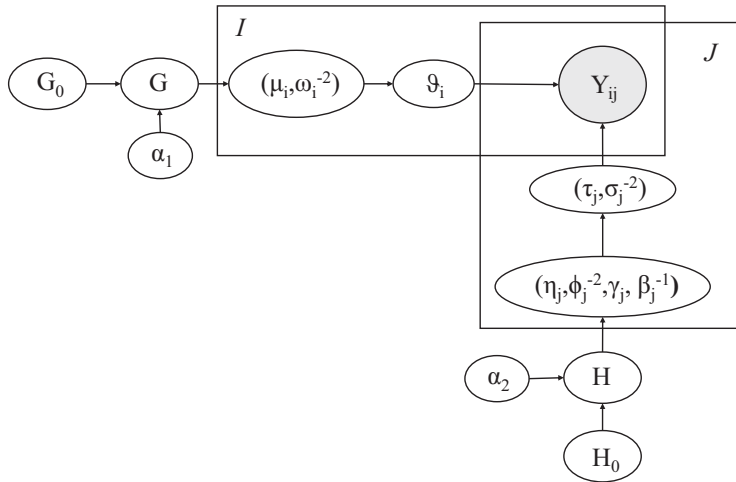 I
J
G₀
G
(μᵢ,ωᵢ⁻²)
ϑᵢ
Yᵢⱼ
α₁
(τⱼ,σⱼ⁻²)
(ηⱼ,ϕⱼ⁻²,γⱼ, βⱼ⁻¹)
α₂
H
H₀